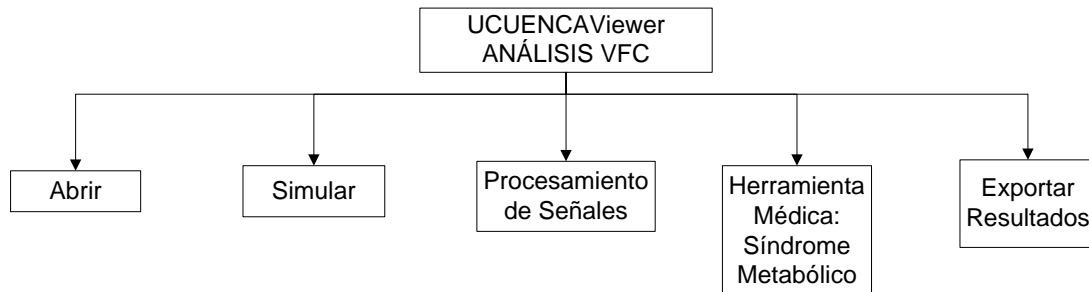 UCUENCAViewer
ANÁLISIS VFC
Abrir
Simular
Procesamiento
de Señales
Herramienta
Médica:
Síndrome
Metabólico
Exportar
Resultados